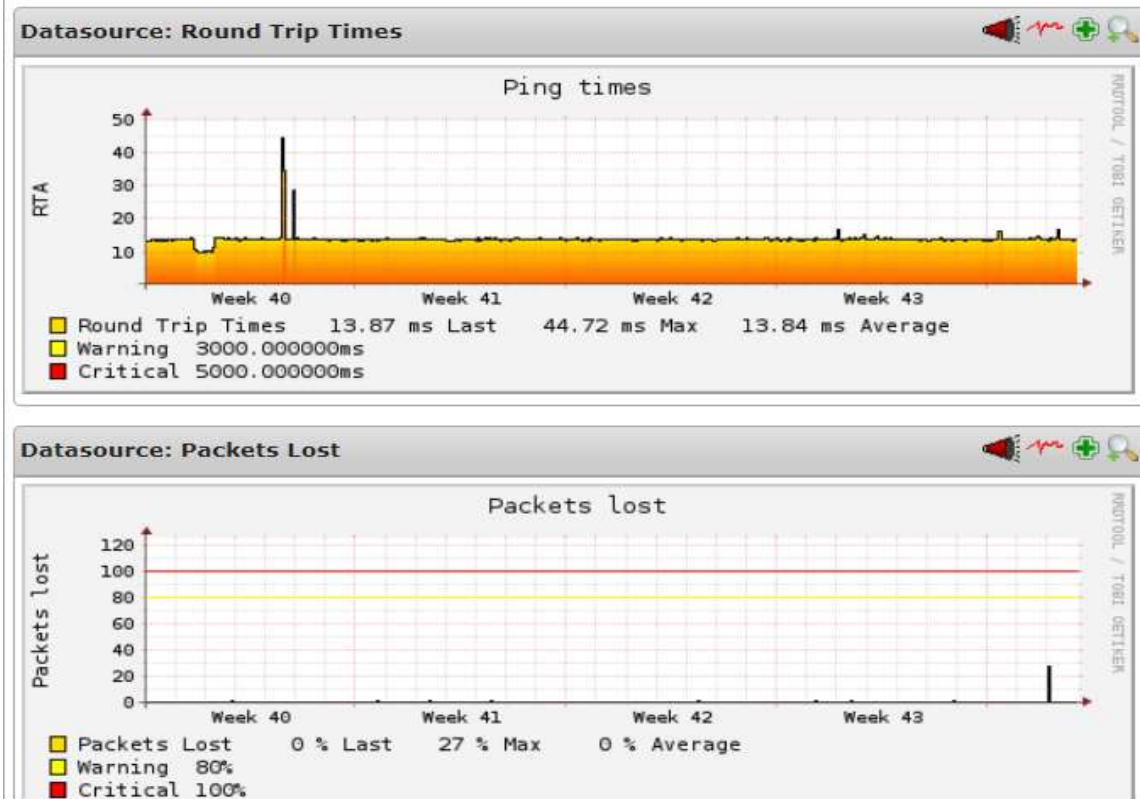 Datasource: Round Trip Times
Ping times
RRDTOOL / TOBI OETIKER
RTA
50
40
30
20
10
Week 40 Week 41 Week 42 Week 43
Round Trip Times 13.87 ms Last 44.72 ms Max 13.84 ms Average
Warning 3000.000000ms
Critical 5000.000000ms
Datasource: Packets Lost
Packets lost
RRDTOOL / TOBI OETIKER
Packets lost
120
100
80
60
40
20
0
Week 40 Week 41 Week 42 Week 43
Packets Lost 0 % Last 27 % Max 0 % Average
Warning 80%
Critical 100%